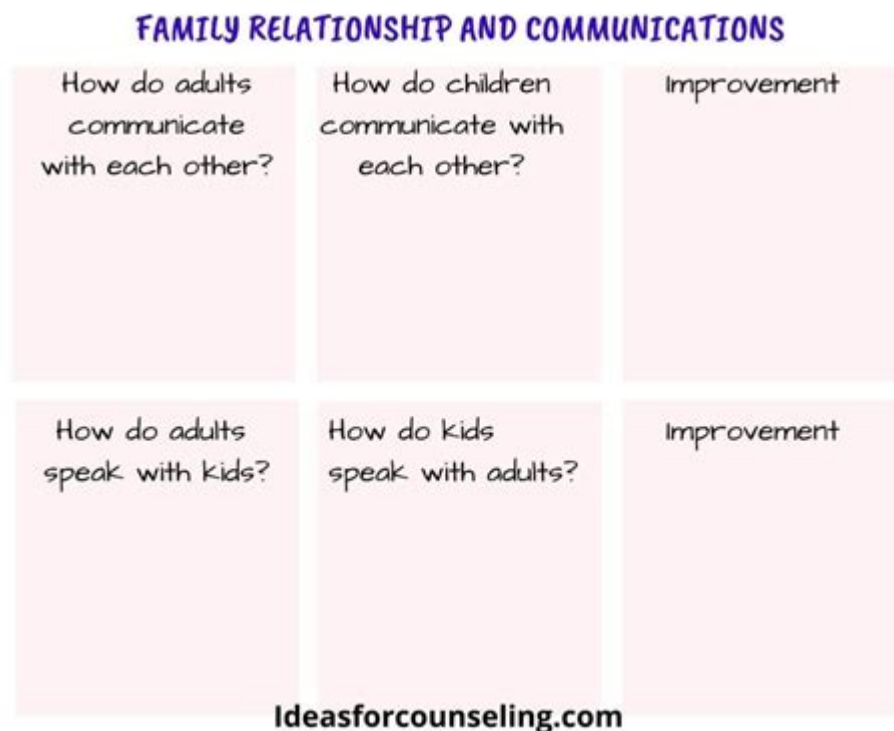 FAMILY RELATIONSHIP AND COMMUNICATIONS
How do adults
communicate
with each other?
How do children
communicate with
each other?
Improvement
How do adults
speak with kids?
How do kids
speak with adults?
Improvement
Ideasforcounseling.com